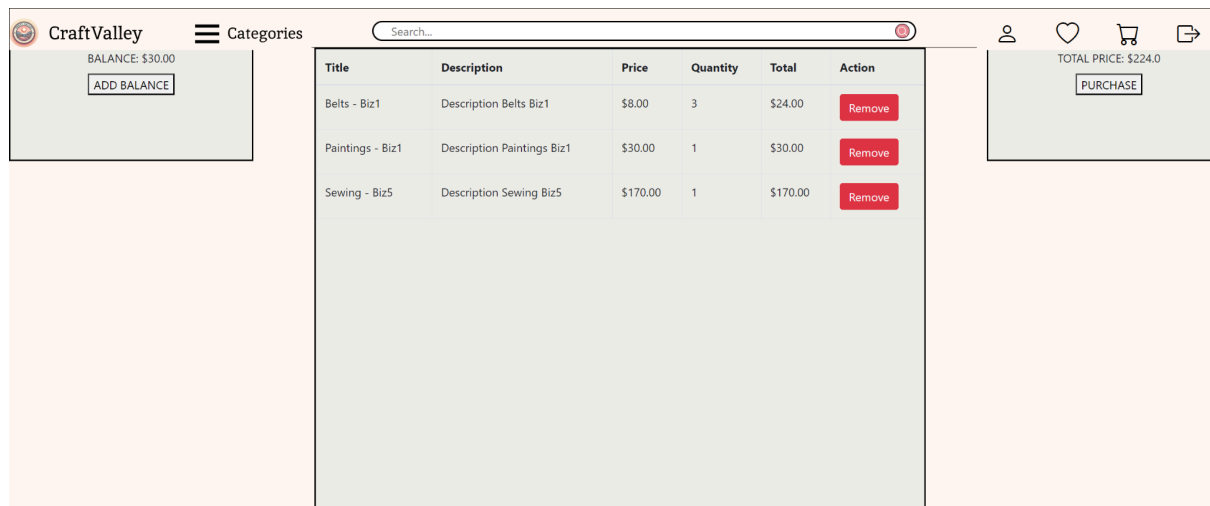 CraftValley
Categories
Search...
BALANCE: $30.00
ADD BALANCE
Title Description Price Quantity Total Action
Belts - Biz1 Description Belts Biz1 $8.00 3 $24.00 Remove
Paintings - Biz1 Description Paintings Biz1 $30.00 1 $30.00 Remove
Sewing - Biz5 Description Sewing Biz5 $170.00 1 $170.00 Remove
TOTAL PRICE: $224.0
PURCHASE